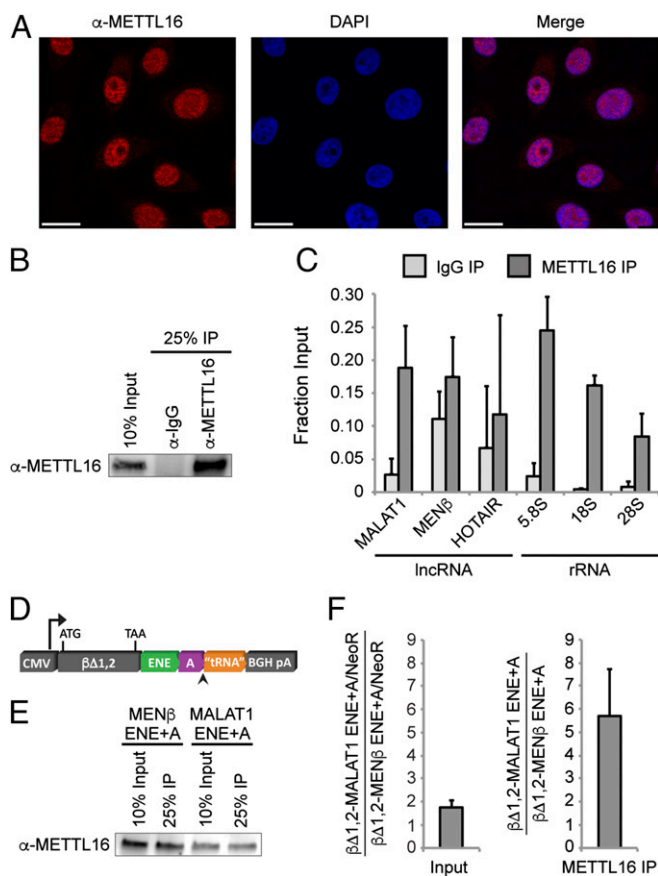 A
α-METTL16
DAPI
Merge
B
25% IP
10% Input
α-IgG
α-METTL16
α-METTL16
C
IgG IP
METTL16 IP
Fraction Input
0.30
0.25
0.20
0.15
0.10
0.05
0
MALAT1
MENβ
HOTAIR
5.8S
18S
28S
lncRNA
rRNA
D
ATG
TAA
CMV
βΔ1,2
ENE
A
"tRNA"
BGH pA
E
MENβ
ENE+A
MALAT1
ENE+A
10% Input
25% IP
10% Input
25% IP
α-METTL16
F
βΔ1,2-MALAT1 ENE+A/NeoR
βΔ1,2-MENβ ENE+A/NeoR
9
8
7
6
5
4
3
2
1
0
Input
βΔ1,2-MALAT1 ENE+A
βΔ1,2-MENβ ENE+A
9
8
7
6
5
4
3
2
1
0
METTL16 IP